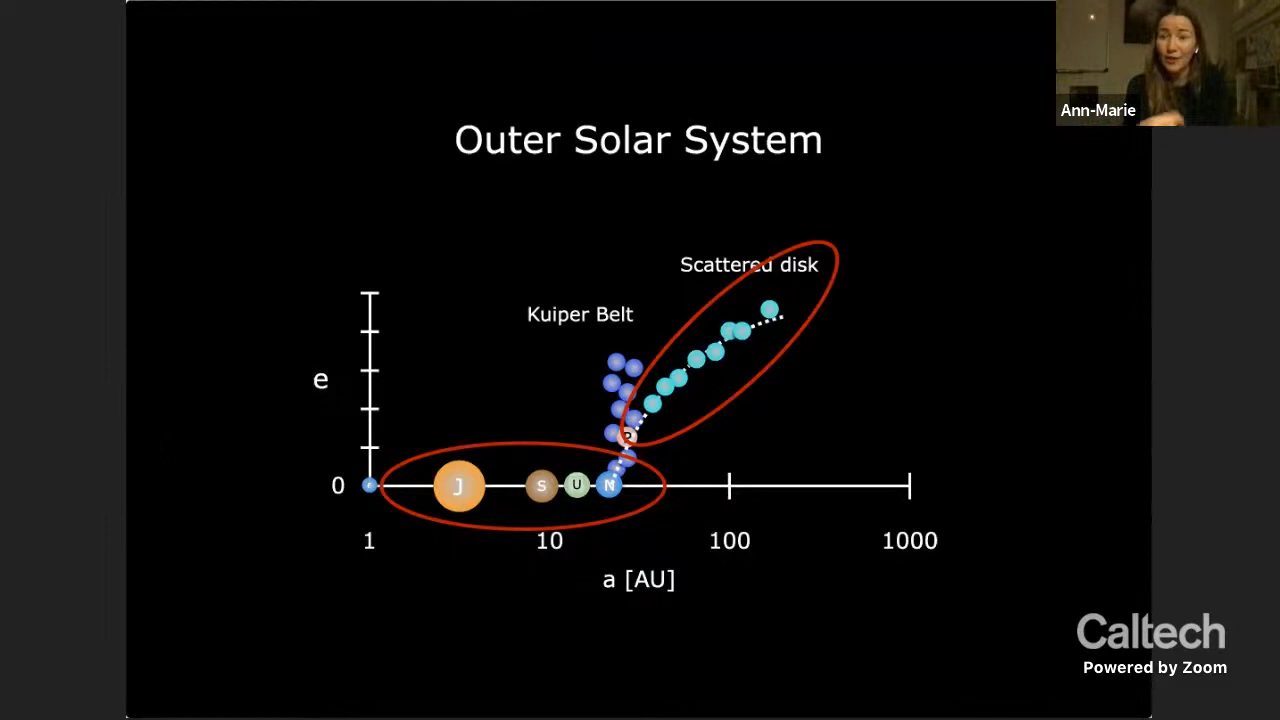 Ann-Marie
Outer Solar System
Scattered disk
Kuiper Belt
e
P
0
J
S
U
N
1
10
100
1000
a [AU]
Caltech
Powered by Zoom